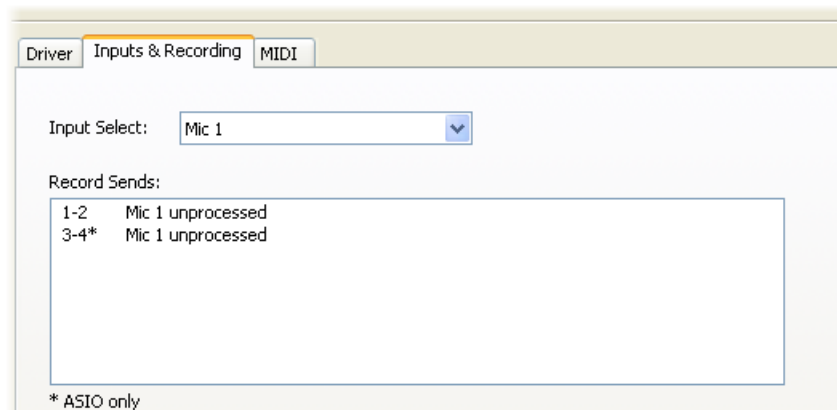 Driver Inputs & Recording MIDI
Input Select: Mic 1
Record Sends:
1-2 Mic 1 unprocessed
3-4* Mic 1 unprocessed
* ASIO only